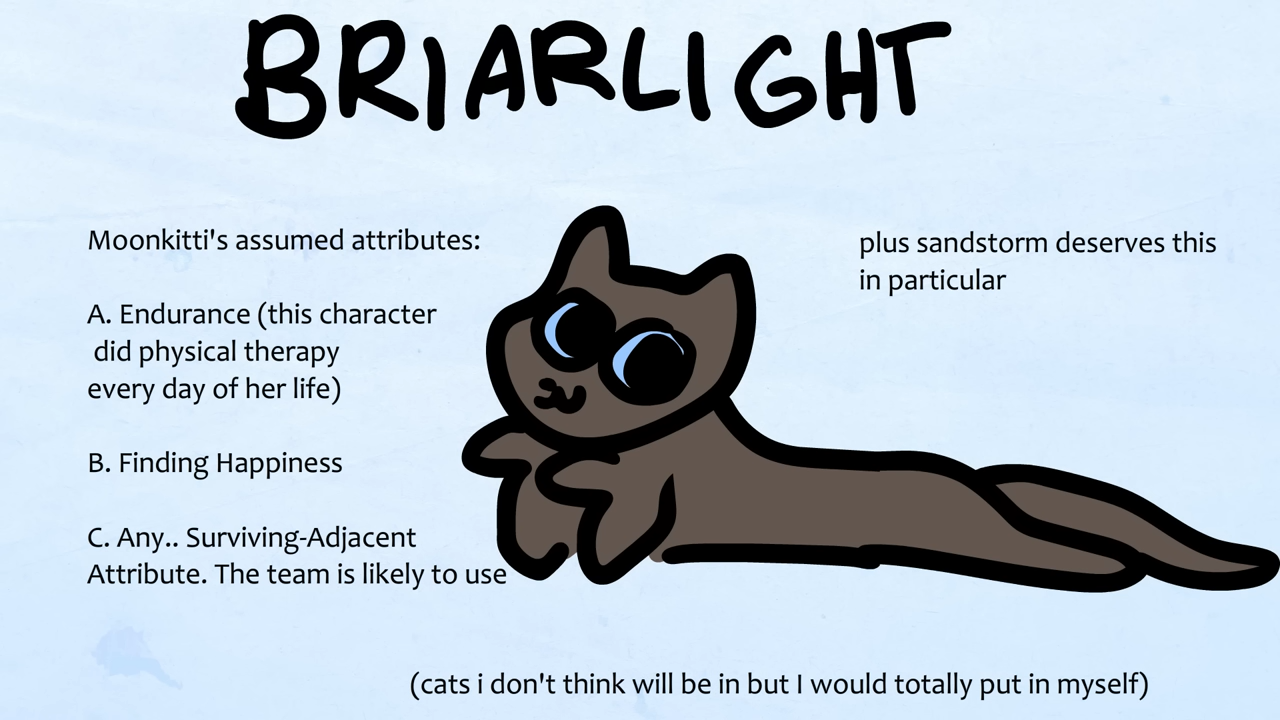 BRIARLIGHT
Moonkitti's assumed attributes:
A. Endurance (this character
did physical therapy
every day of her life)
B. Finding Happiness
C. Any.. Surviving-Adjacent
Attribute. The team is likely to use
plus sandstorm deserves this
in particular
(cats i don't think will be in but I would totally put in myself)